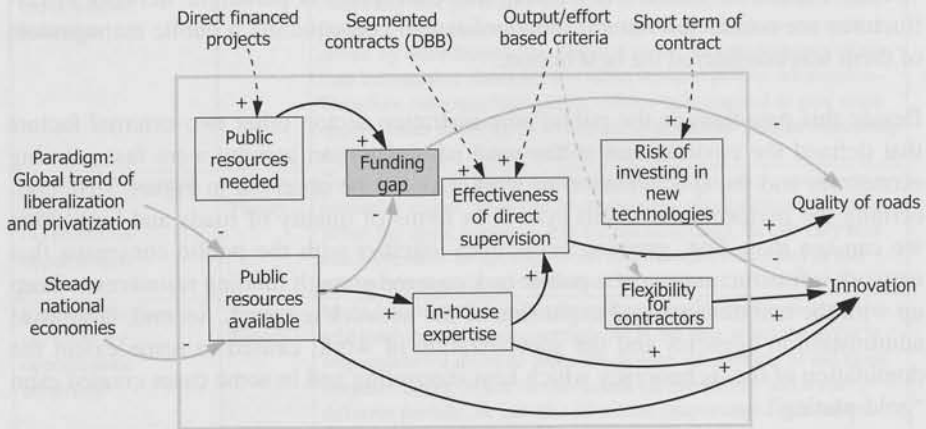 Direct financed
projects
Segmented
contracts (DBB)
Output/effort
based criteria
Short term of
contract
+
Public
resources
needed
+
Funding
gap
+
+
+
Effectiveness
of direct
supervision
Risk of
investing in
new
technologies
Paradigm:
Global trend of
liberalization
and privatization
-
Quality of roads
+
Steady
national
economies
Public
resources
available
-
+
In-house
expertise
+
Flexibility
for
contractors
+
Innovation
+
+